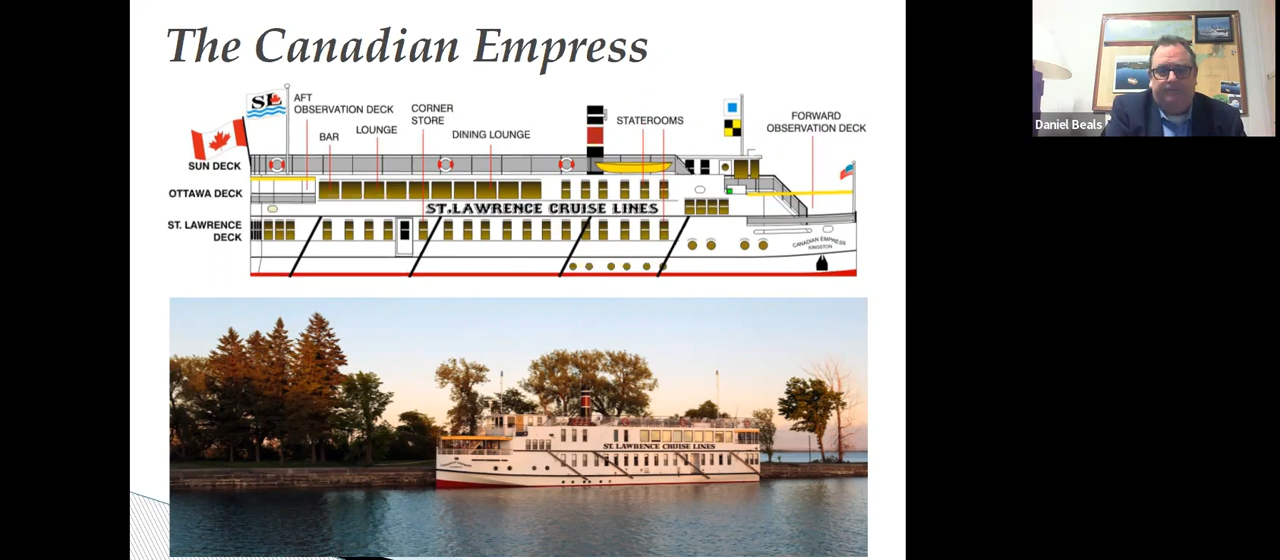 The Canadian Empress
SL
AFT
OBSERVATION DECK
BAR
LOUNGE
CORNER
STORE
DINING LOUNGE
STATEROOMS
FORWARD
OBSERVATION DECK
SUN DECK
OTTAWA DECK
ST. LAWRENCE
DECK
ST. LAWRENCE CRUISE LINES
CANADIAN EMPRESS
KINGSTON
ST. LAWRENCE CRUISE LINES
Daniel Beals